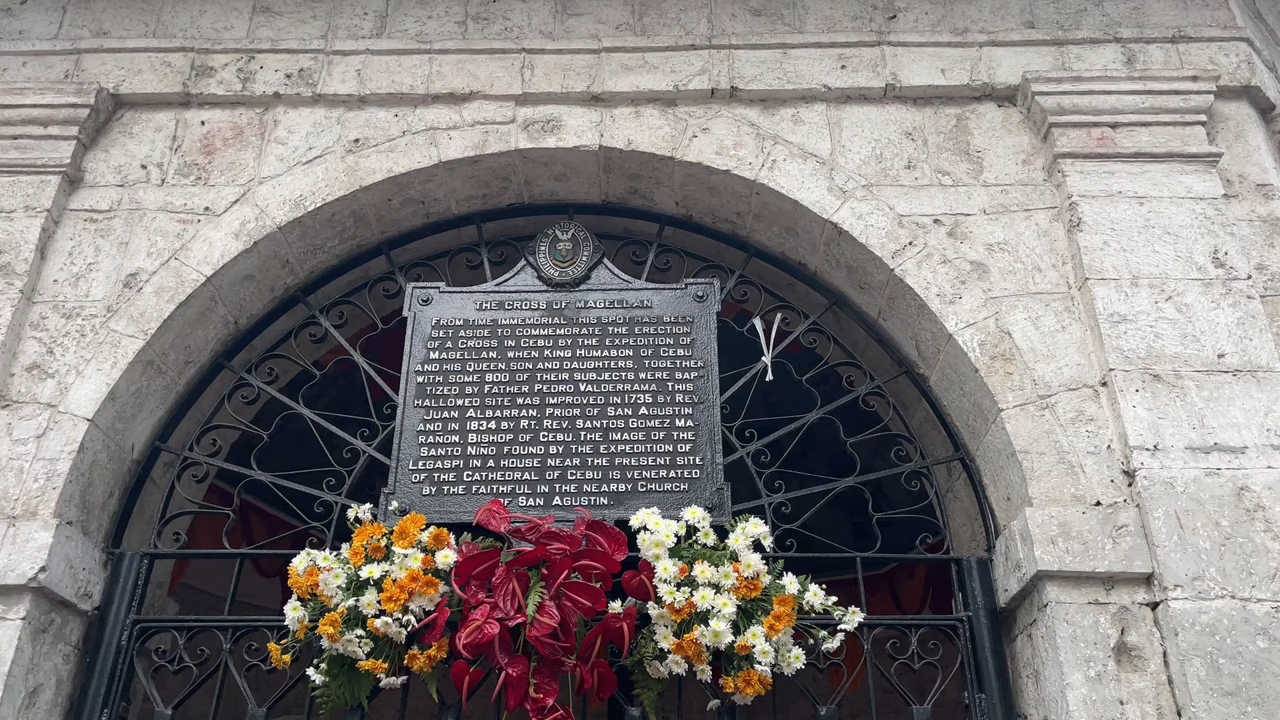 PHILIPPINES HISTORICAL COMMITTEE
THE CROSS OF MAGELLAN
FROM TIME IMMEMORIAL THIS SPOT HAS BEEN
SET ASIDE TO COMMEMORATE THE ERECTION
OF A CROSS IN CEBU BY THE EXPEDITION OF
MAGELLAN, WHEN KING HUMABON OF CEBU
AND HIS QUEEN, SON AND DAUGHTERS, TOGETHER
WITH SOME 800 OF THEIR SUBJECTS WERE BAP
TIZED BY FATHER PEDRO VALDERRAMA. THIS
HALLOWED SITE WAS IMPROVED IN 1735 BY REV.
JUAN ALBARRAN, PRIOR OF SAN AGUSTIN
AND IN 1834 BY RT. REV. SANTOS GOMEZ MA-
RAÑON, BISHOP OF CEBU. THE IMAGE OF THE
SANTO NIÑO FOUND BY THE EXPEDITION OF
LEGASPI IN A HOUSE NEAR THE PRESENT SITE
OF THE CATHEDRAL OF CEBU IS VENERATED
BY THE FAITHFUL IN THE NEARBY CHURCH
OF SAN AGUSTIN.